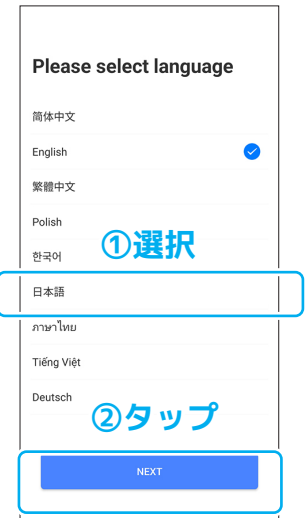 Please select language
简体中文
English
繁體中文
Polish
①選択
한국어
日本語
ภาษาไทย
Tiếng Việt
Deutsch
②タップ
NEXT